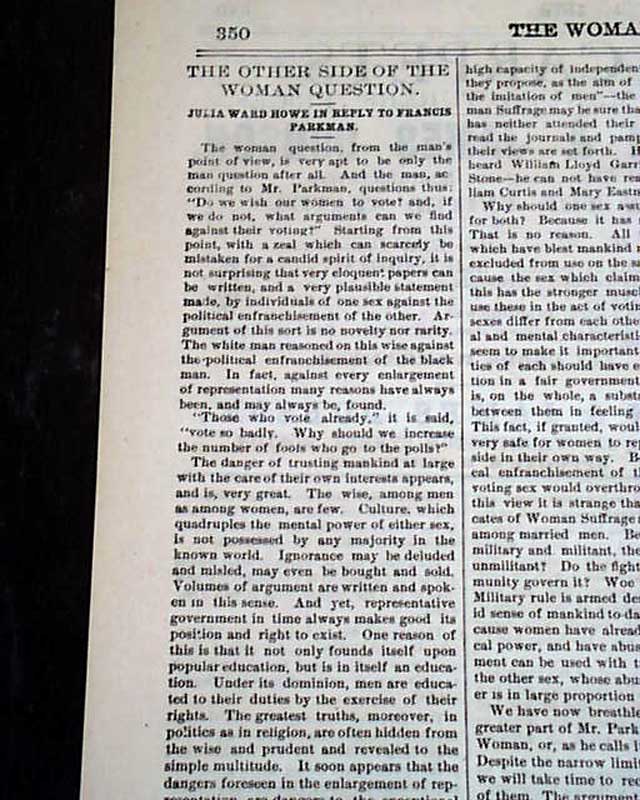 350
THE WOMA
THE OTHER SIDE OF THE
WOMAN QUESTION.
JULIA WARD HOWE IN REPLY TO FRANCIS
PARKMAN.
The woman question, from the man's
point of view, is very apt to be only the
man question after all. And the man, ac
cording to Mr. Parkman, questions thus:
"Do we wish our women to vote? and, if
we do not, what arguments can we find
against their voting?" Starting from this
point, with a zeal which can scarcely be
mistaken for a candid spirit of inquiry, it is
not surprising that very eloquent papers can
be written, and a very plausible statement
made, by individuals of one sex against the
political enfranchisement of the other. Ar-
gument of this sort is no novelty nor rarity.
The white man reasoned on this wise against
the political enfranchisement of the black
man. In fact, against every enlargement
of representation many reasons have always
been, and may always be, found.
"Those who vote already," it is said,
"vote so badly. Why should we increase
the number of fools who go to the polls?"
The danger of trusting mankind at large
with the care of their own interests appears,
and is, very great. The wise, among men
as among women, are few. Culture, which
quadruples the mental power of either sex,
is not possessed by any majority in the
known world. Ignorance may be deluded
and misled, may even be bought and sold.
Volumes of argument are written and spok-
en in this sense. And yet, representative
government in time always makes good its
position and right to exist. One reason of
this is that it not only founds itself upon
popular education, but is in itself an educa-
tion. Under its dominion, men are educa-
ted to their duties by the exercise of their
rights. The greatest truths, moreover, in
politics as in religion, are often hidden from
the wise and prudent and revealed to the
simple multitude. It soon appears that the
dangers foreseen in the enlargement of rep-
high capacity of independen
they propose, as the aim of
the imitation of men"—the
man Suffrage may be sure tha
has neither attended their
read the journals and pamp
their views are set forth. H
heard William Lloyd Garr
Stone—he can not have rea
liam Curtis and Mary East
Why should one sex assu
for both? Because it has
That is no reason. All
which have blest mankind
excluded from use on the sa
cause the sex which claim
this has the stronger muscl
use these in the act of votin
sexes differ from each othe
al and mental characteristi
seem to make it important
ties of each should have e
tion in a fair government
is, on the whole, a subst
between them in feeling
This fact, if granted, woul
very safe for women to rep
side in their own way. B
cal enfranchisement of t
voting sex would overthro
this view it is strange tha
cates of Woman Suffrage
among married men. Be
military and militant, the
unmilitant? Do the fight
munity govern it? Woe
Military rule is armed des
id sense of mankind to-da
cause women have alread
cal power, and have abus
ment can be used with t
the other sex, whose abu
er is in large proportion
We have now breathle
greater part of Mr. Park
Woman, or, as he calls i
Despite the narrow limit
we will take time to rec
of them. The argument